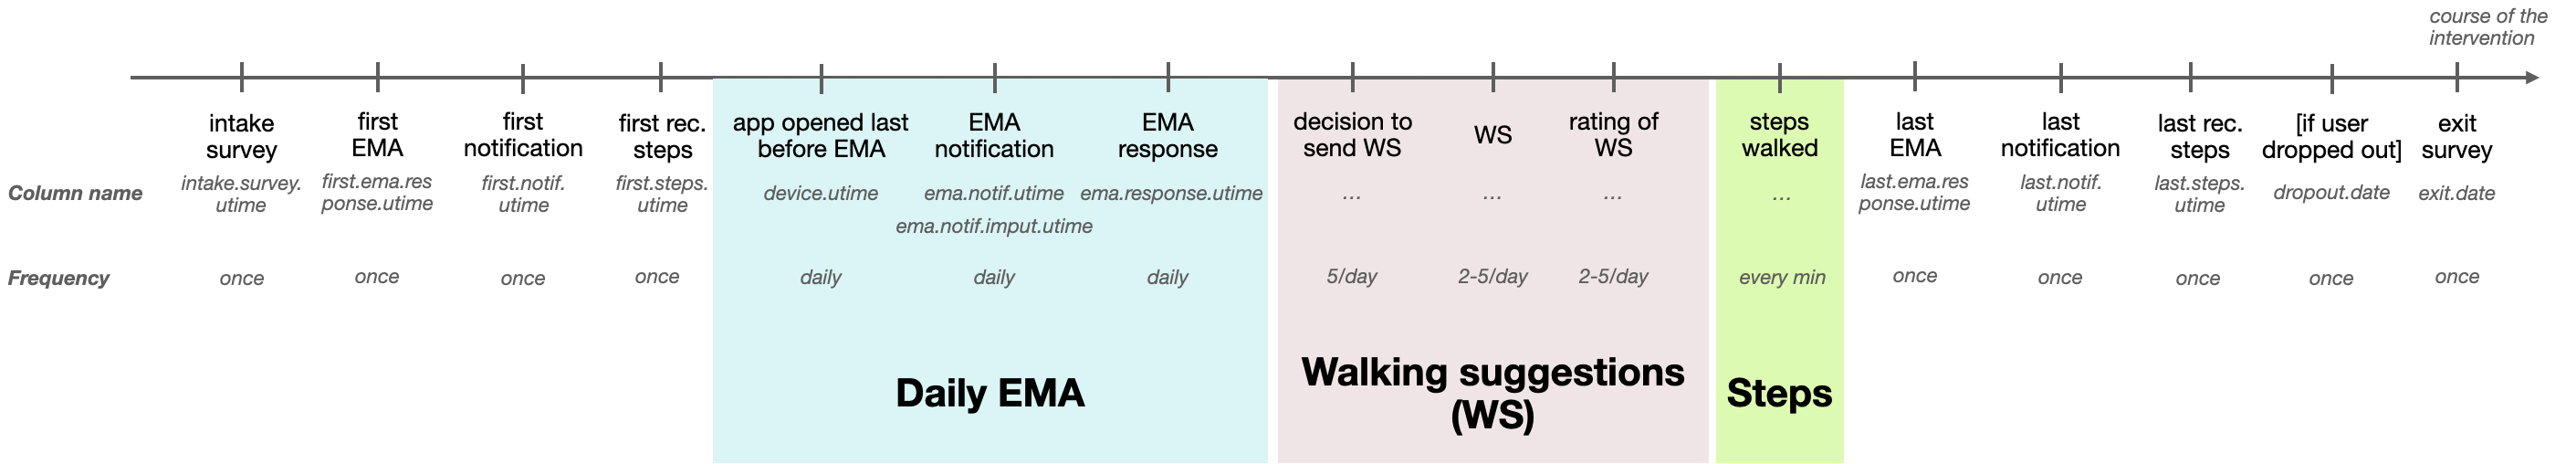 course of the
intervention
intake
survey
first
EMA
first
notification
first rec.
steps
app opened last
before EMA
EMA
notification
EMA
response
decision to
send WS
WS
rating of
WS
steps
walked
last
EMA
last
notification
last rec.
steps
[if user
dropped out]
exit
survey
Column name
intake.survey.
utime
first.ema.res
ponse.utime
first.notif.
utime
first.steps.
utime
device.utime
ema.notif.utime
ema.notif.imput.utime
ema.response.utime
...
...
...
...
last.ema.res
ponse.utime
last.notif.
utime
last.steps.
utime
dropout.date
exit.date
Frequency
once
once
once
once
daily
daily
daily
5/day
2-5/day
2-5/day
every min
once
once
once
once
once
Daily EMA
Walking suggestions
(WS)
Steps